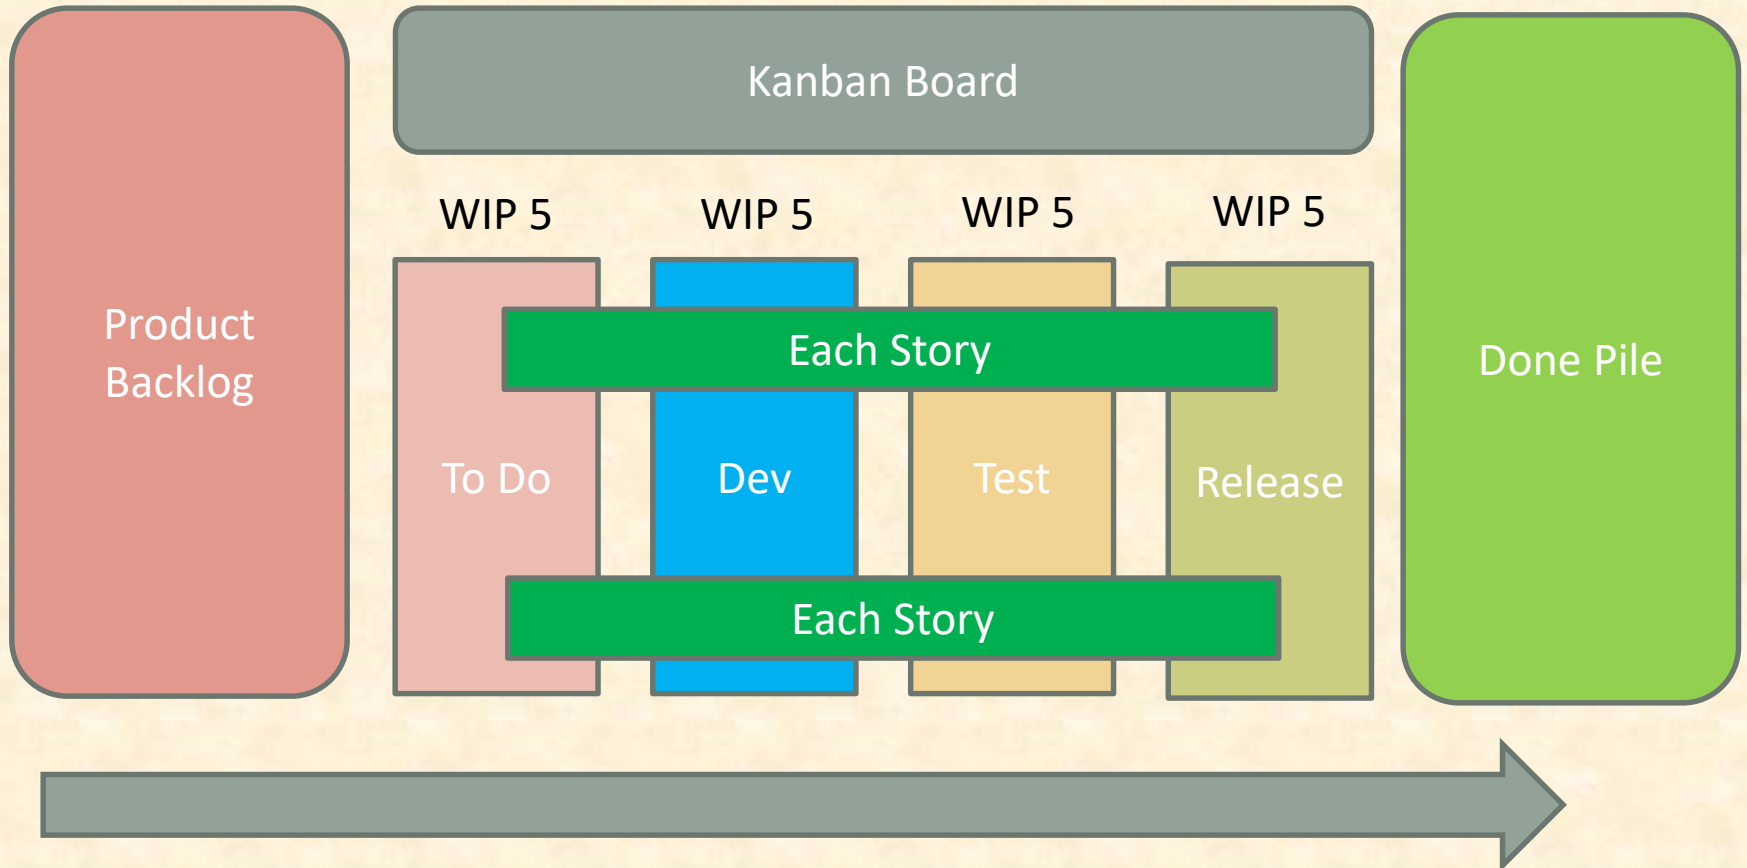 Kanban Board
Product
Backlog
WIP 5
WIP 5
WIP 5
WIP 5
Each Story
To Do
Dev
Test
Release
Each Story
Done Pile